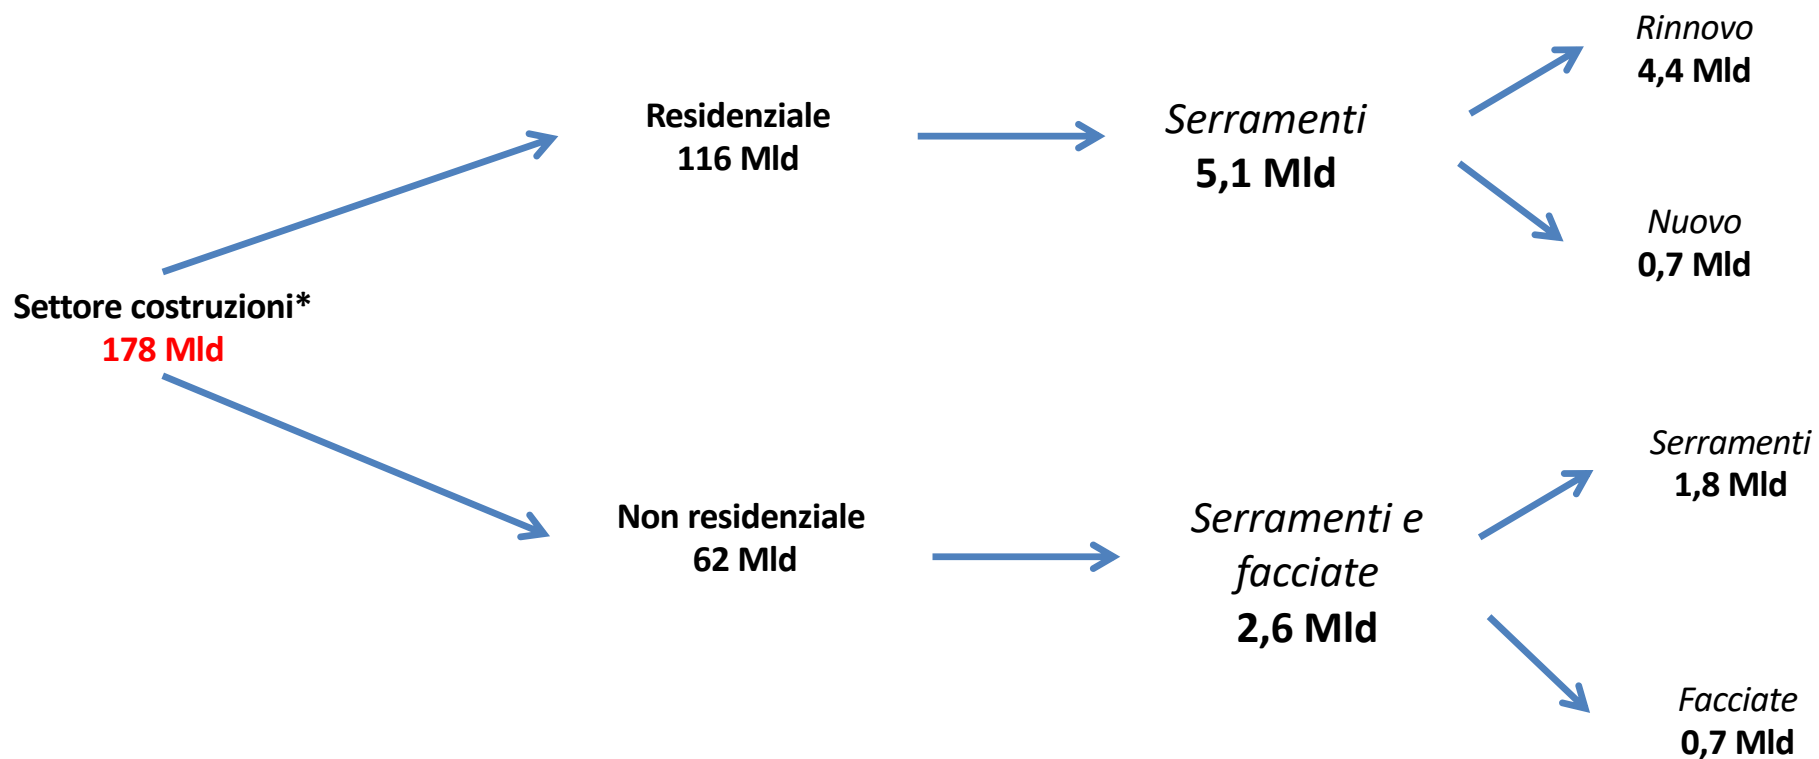 Settore costruzioni*
178 Mld
Residenziale
116 Mld
Serramenti
5,1 Mld
Rinnovo
4,4 Mld
Nuovo
0,7 Mld
Non residenziale
62 Mld
Serramenti e
facciate
2,6 Mld
Serramenti
1,8 Mld
Facciate
0,7 Mld